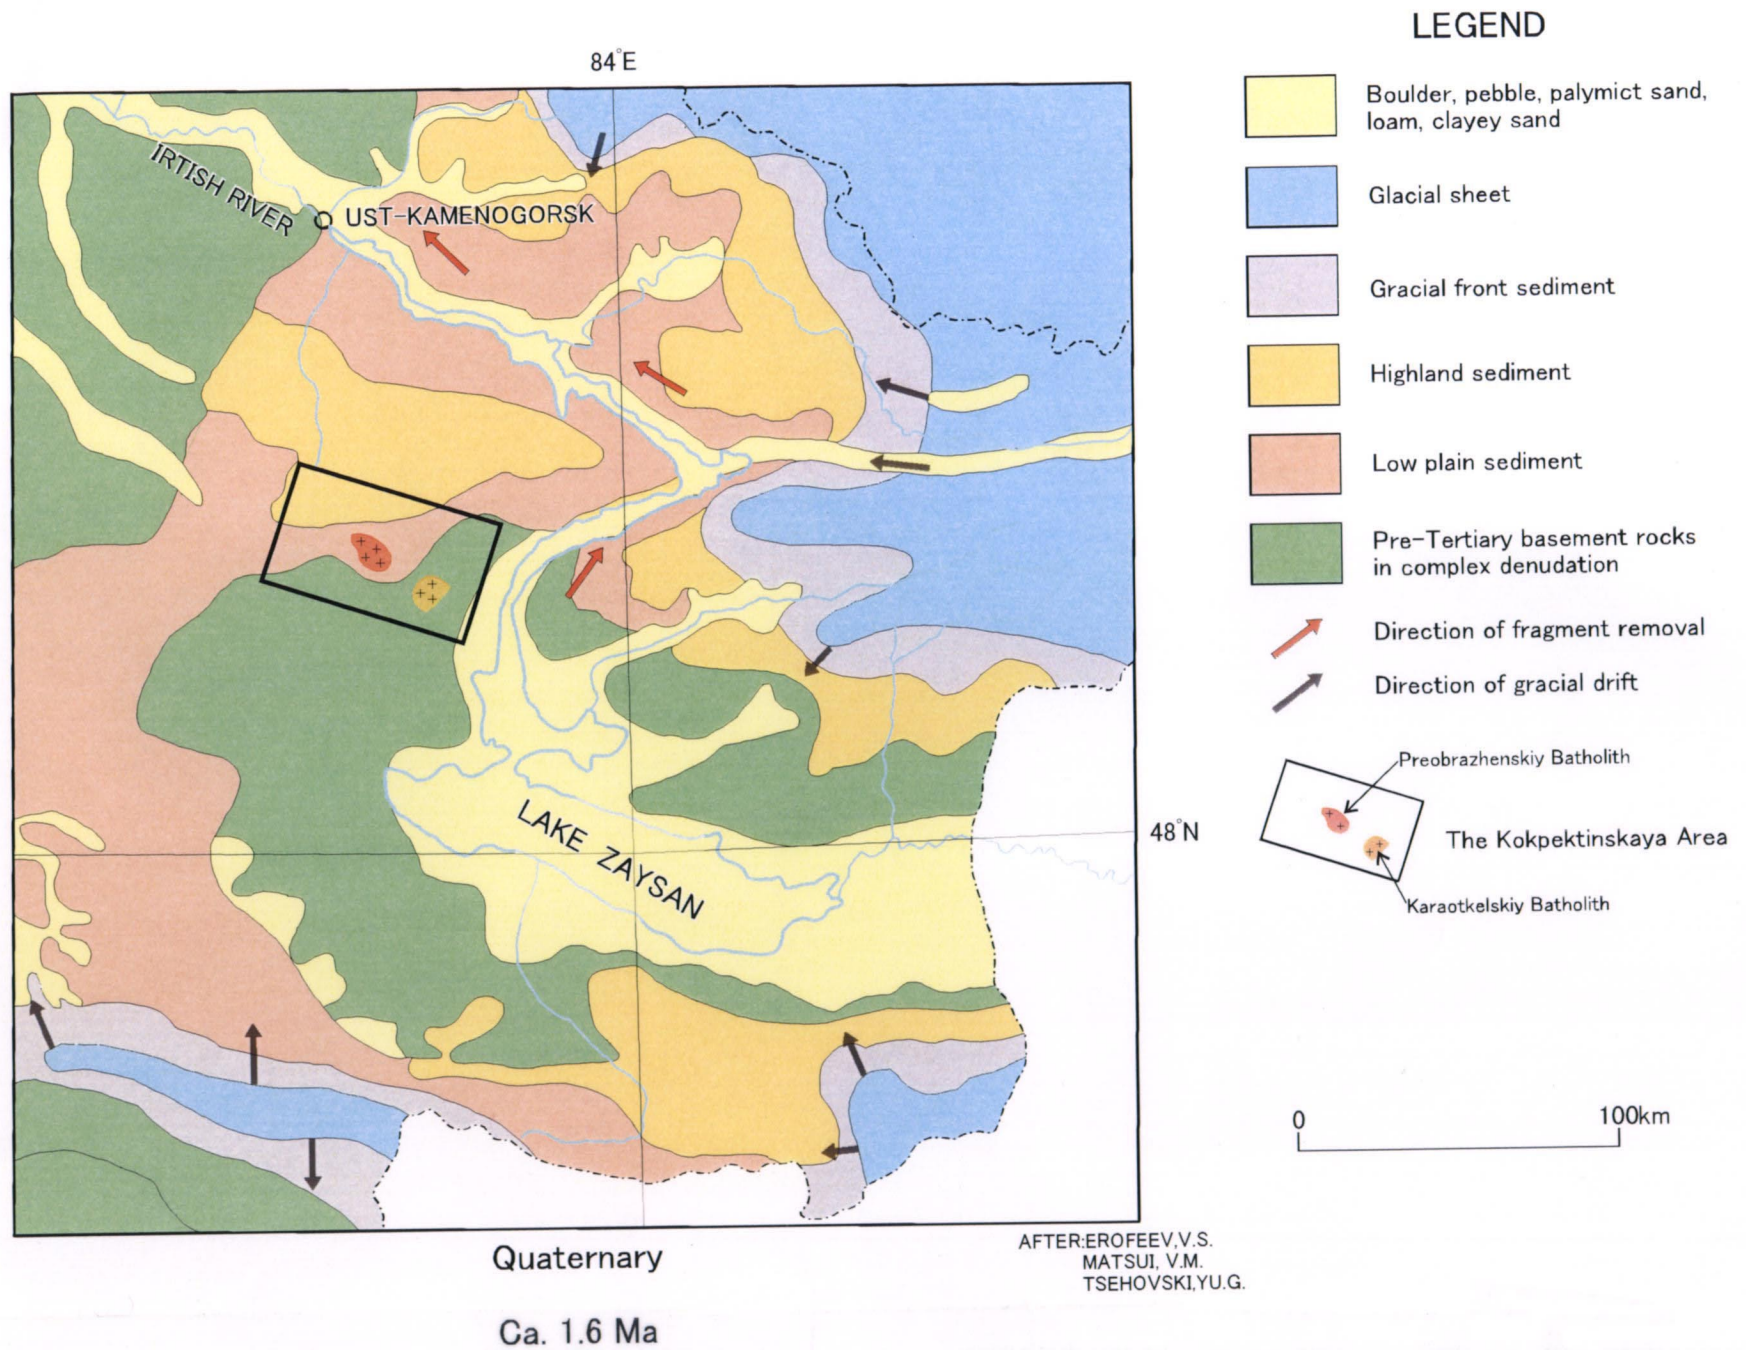 LEGEND
84°E
Boulder, pebble, palymict sand,
loam, clayey sand
Glacial sheet
Gracial front sediment
Highland sediment
Low plain sediment
Pre-Tertiary basement rocks
in complex denudation
Direction of fragment removal
Direction of gracial drift
Preobrazhenskiy Batholith
The Kokpektinskaya Area
Karaotkelskiy Batholith
0 100km
IRTISH RIVER
UST-KAMENOGORSK
LAKE ZAYSAN
48°N
Quaternary
Ca. 1.6 Ma
AFTER:EROFEEV,V.S.
MATSUI, V.M.
TSEHOVSKI,YU.G.